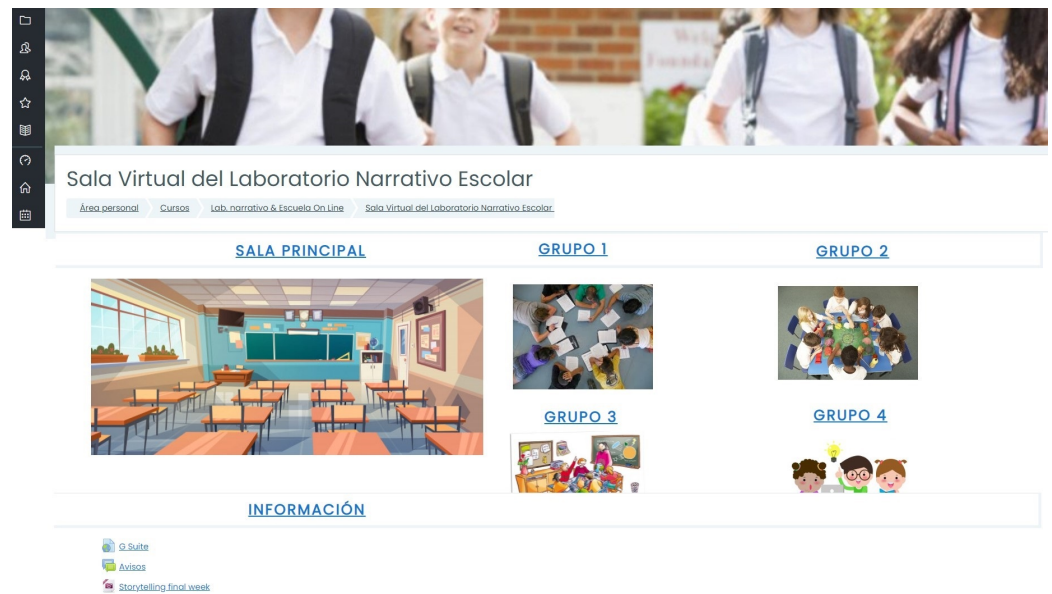 Sala Virtual del Laboratorio Narrativo Escolar
Área personal Cursos Lab. narrativo & Escuela On Line Sala Virtual del Laboratorio Narrativo Escolar
SALA PRINCIPAL
GRUPO 1
GRUPO 2
GRUPO 3
GRUPO 4
INFORMACIÓN
G Suite
Avisos
Storytelling final week